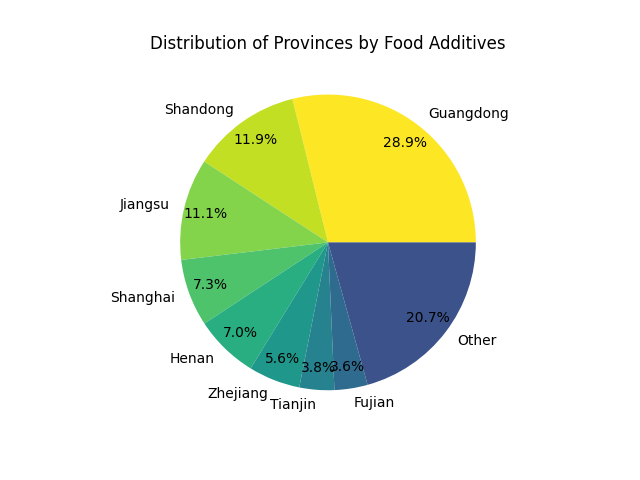 Distribution of Provinces by Food Additives
Guangdong
28.9%
Shandong
11.9%
Jiangsu
11.1%
Shanghai
7.3%
Henan
7.0%
Zhejiang
5.6%
Tianjin
3.8%
Fujian
3.6%
Other
20.7%